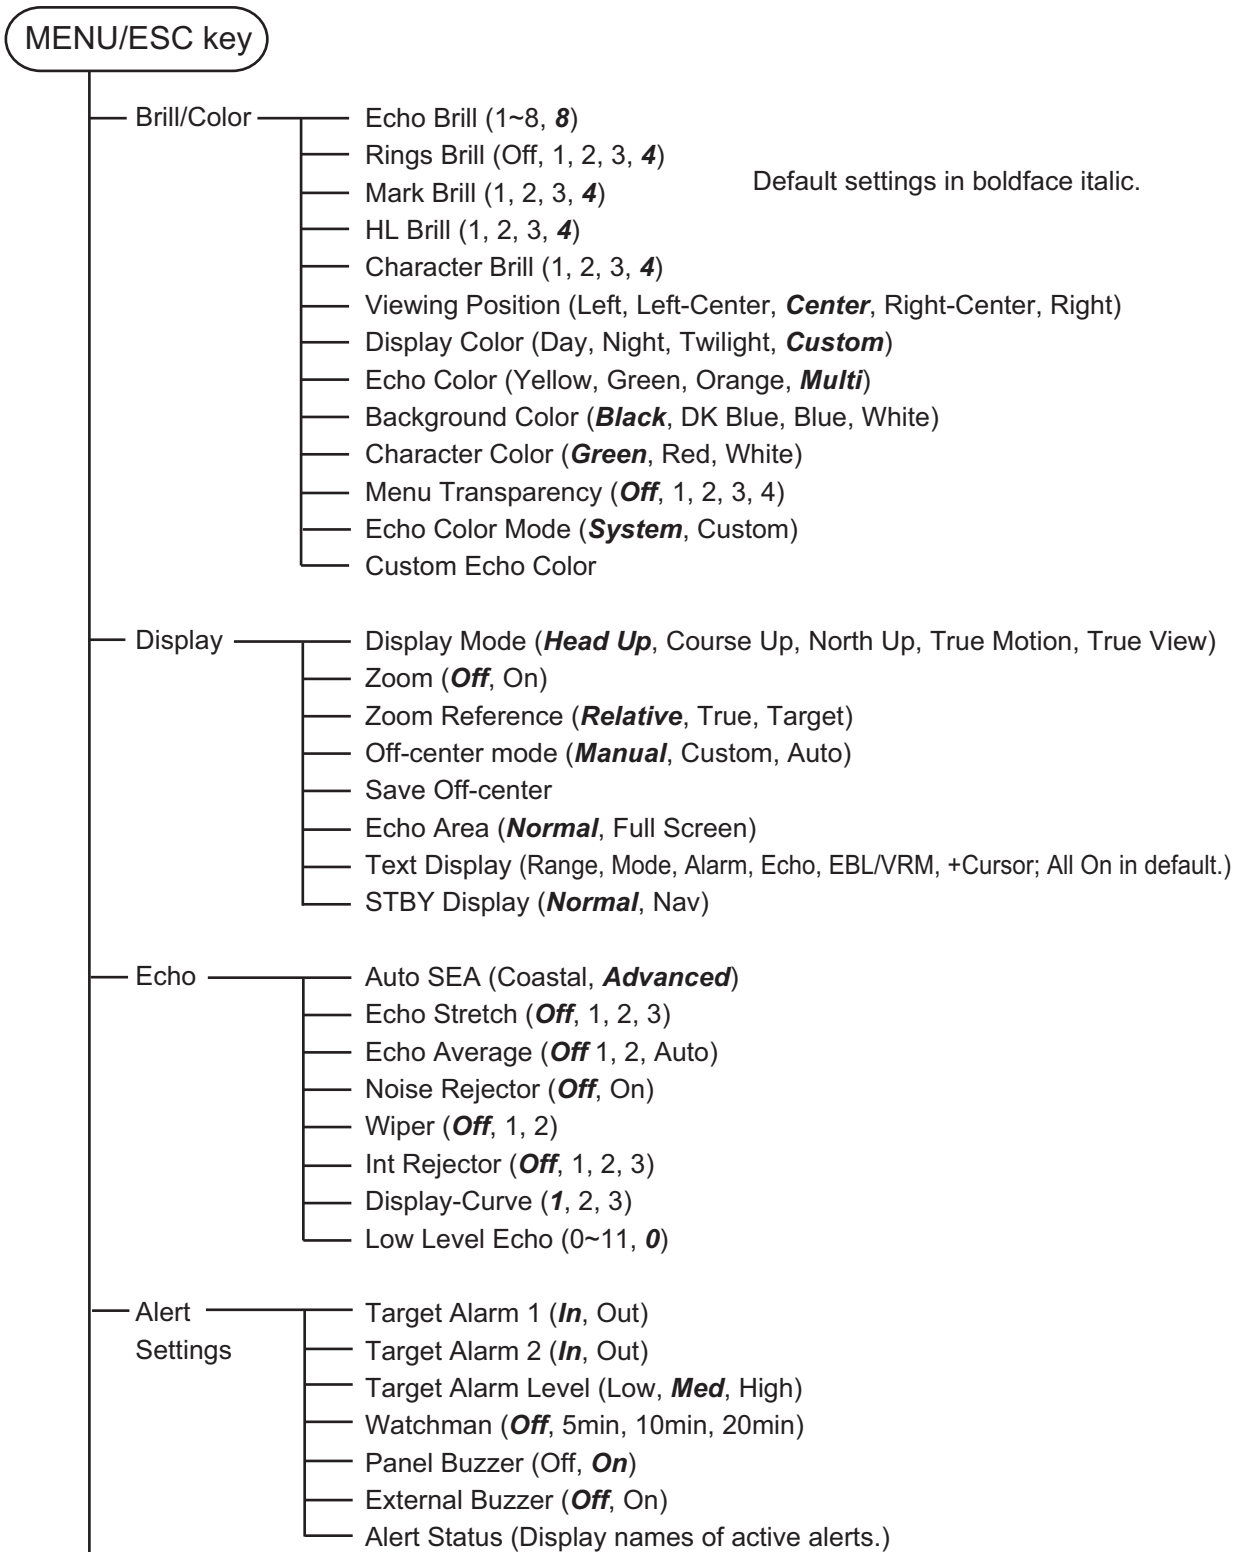 MENU/ESC key
Brill/Color
Echo Brill (1~8, 8)
Rings Brill (Off, 1, 2, 3, 4)
Default settings in boldface italic.
Mark Brill (1, 2, 3, 4)
HL Brill (1, 2, 3, 4)
Character Brill (1, 2, 3, 4)
Viewing Position (Left, Left-Center, Center, Right-Center, Right)
Display Color (Day, Night, Twilight, Custom)
Echo Color (Yellow, Green, Orange, Multi)
Background Color (Black, DK Blue, Blue, White)
Character Color (Green, Red, White)
Menu Transparency (Off, 1, 2, 3, 4)
Echo Color Mode (System, Custom)
Custom Echo Color
Display
Display Mode (Head Up, Course Up, North Up, True Motion, True View)
Zoom (Off, On)
Zoom Reference (Relative, True, Target)
Off-center mode (Manual, Custom, Auto)
Save Off-center
Echo Area (Normal, Full Screen)
Text Display (Range, Mode, Alarm, Echo, EBL/VRM, +Cursor; All On in default.)
STBY Display (Normal, Nav)
Echo
Auto SEA (Coastal, Advanced)
Echo Stretch (Off, 1, 2, 3)
Echo Average (Off 1, 2, Auto)
Noise Rejector (Off, On)
Wiper (Off, 1, 2)
Int Rejector (Off, 1, 2, 3)
Display-Curve (1, 2, 3)
Low Level Echo (0~11, 0)
Alert
Settings
Target Alarm 1 (In, Out)
Target Alarm 2 (In, Out)
Target Alarm Level (Low, Med, High)
Watchman (Off, 5min, 10min, 20min)
Panel Buzzer (Off, On)
External Buzzer (Off, On)
Alert Status (Display names of active alerts.)